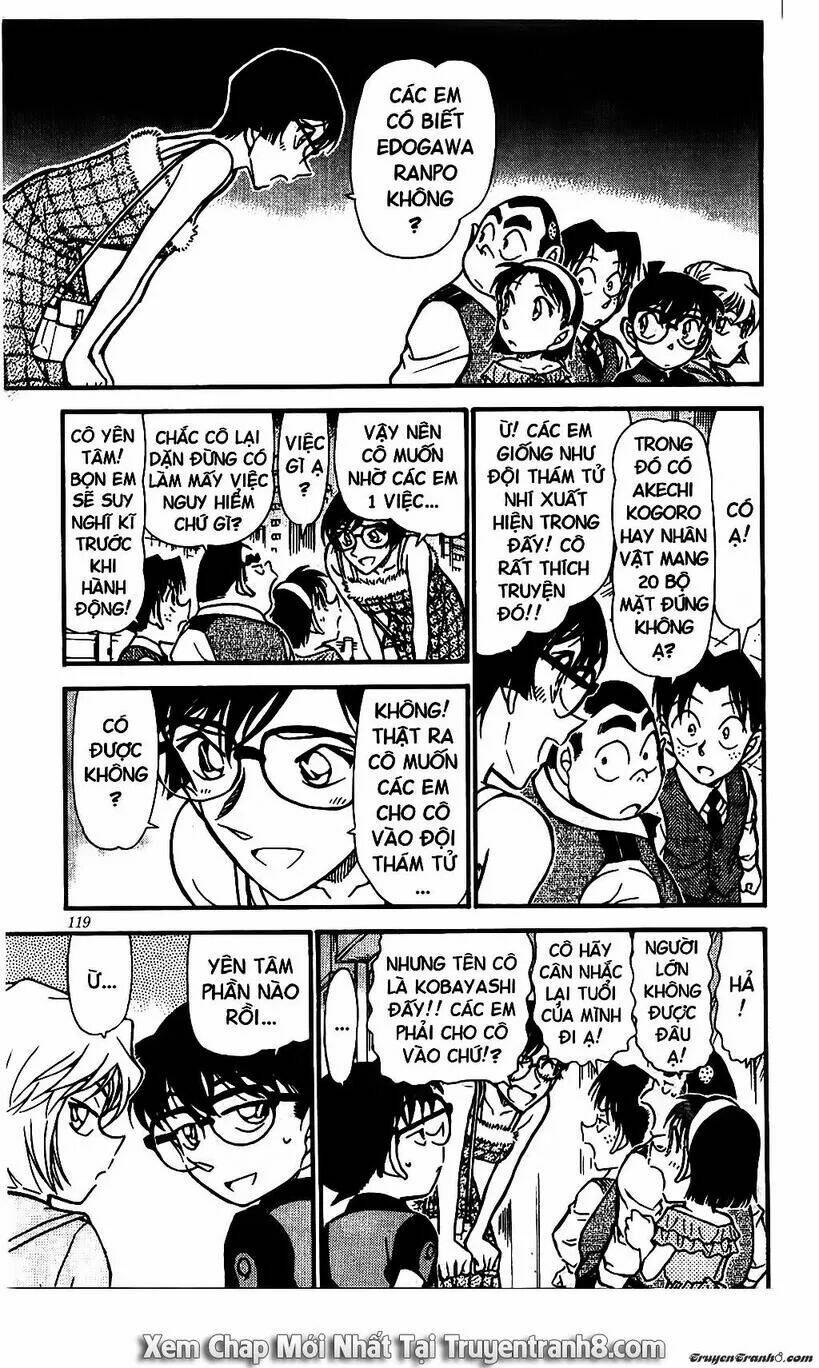 CÁC EM
CÓ BIẾT
EDOGAWA
RANPO
KHÔNG
?
CÓ
Ạ!
TRONG
ĐÓ CÓ
AKECHI
KOGORO
HAY NHÂN
VẬT MANG
20 BỘ
MẶT ĐÚNG
KHÔNG
Ạ?
Ừ! CÁC EM
GIỐNG NHƯ
ĐỘI THÁM TỬ
NHÍ XUẤT
HIỆN TRONG
ĐẤY! CÔ
RẤT THÍCH
TRUYỆN
ĐÓ!!
VẬY NÊN
CÔ MUỐN
NHỜ CÁC EM
1 VIỆC...
VIỆC
GÌ Ạ
?
CHẮC CÔ LẠI
DẶN ĐỪNG CÓ
LÀM MẤY VIỆC
NGUY HIỂM
CHỨ GÌ?
CÔ YÊN
TÂM!
BỌN EM
SẼ SUY
NGHĨ KĨ
TRƯỚC
KHI
HÀNH
ĐỘNG!
KHÔNG!
THẬT RA
CÔ MUỐN
CÁC EM
CHO CÔ
VÀO ĐỘI
THÁM TỬ
...
CÓ
ĐƯỢC
KHÔNG
?
119
HẢ
!
NGƯỜI
LỚN
KHÔNG
ĐƯỢC
ĐÂU
Ạ!
CÔ HÃY
CÂN NHẮC
LẠI TUỔI
CỦA MÌNH
ĐI Ạ!
NHƯNG TÊN CÔ
LÀ KOBAYASHI
ĐẤY!! CÁC EM
PHẢI CHO CÔ
VÀO CHỨ!?
...
YÊN TÂM
PHẦN NÀO
RỒI...
Ừ...
Xem Chap Mới Nhất Tại Truyentranh8.com
TruyenTranh8.com